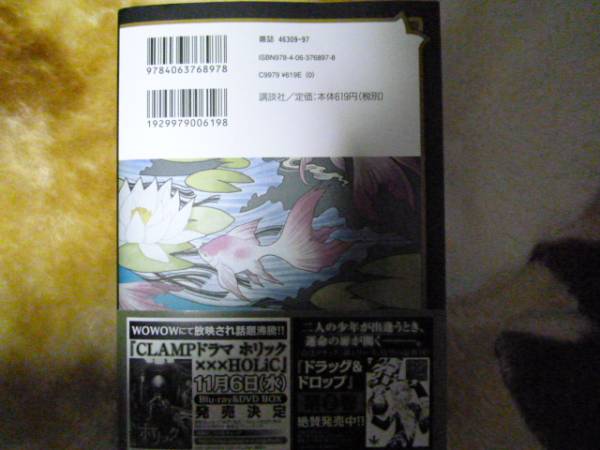 雑誌 46309-97
ISBN978-4-06-376897-8
C9979 ¥619E (0)
9784063768978
講談社/定価:本体619円(税別)
1929979006198
WOWOWにて放映され話題沸騰!!
「CLAMPドラマ ホリック
×××HOLiC」
11月6日(水)
Blu-ray&DVD BOX
発売決定
ホリック
二人の少年が出逢うとき、
運命の扉が開く
「ドラッグ&
ドロップ」
絶賛発売中!!